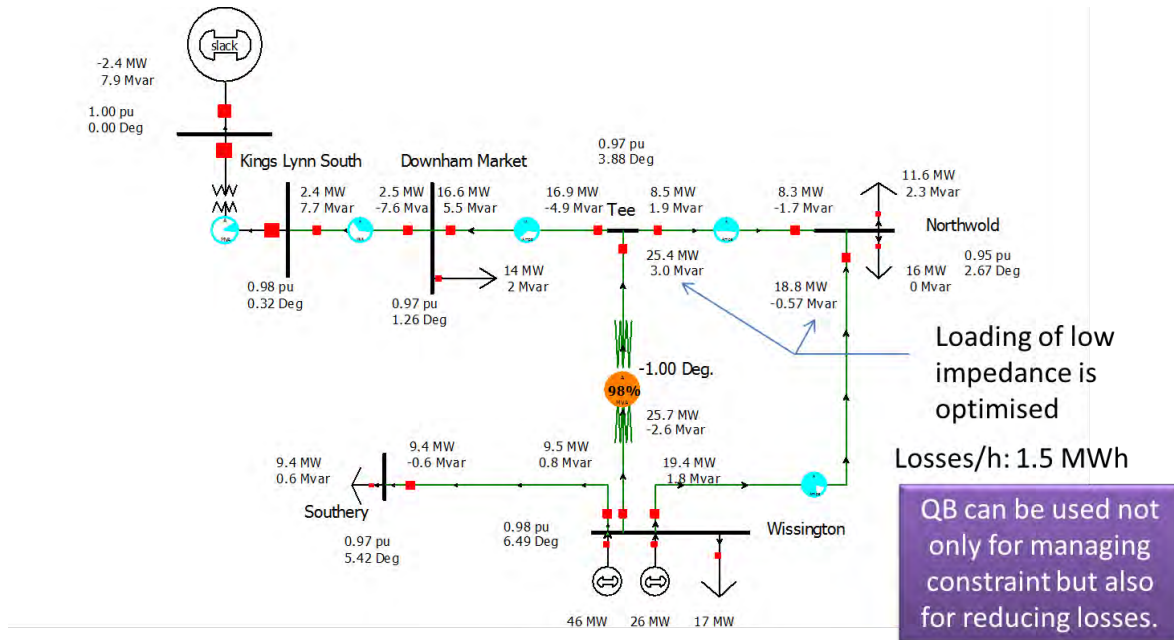 slack
-2.4 MW
7.9 Mvar
1.00 pu
0.00 Deg
Kings Lynn South
Downham Market
0.97 pu
3.88 Deg
2.4 MW
7.7 Mvar
2.5 MW
-7.6 Mvar
16.6 MW
5.5 Mvar
16.9 MW
-4.9 Mvar
Tee
8.5 MW
1.9 Mvar
8.3 MW
-1.7 Mvar
11.6 MW
2.3 Mvar
Northwold
0.98 pu
0.32 Deg
0.97 pu
1.26 Deg
14 MW
2 Mvar
25.4 MW
3.0 Mvar
18.8 MW
-0.57 Mvar
16 MW
0 Mvar
0.95 pu
2.67 Deg
Loading of low
impedance is
optimised
-1.00 Deg.
98%
MVA
25.7 MW
-2.6 Mvar
9.4 MW
0.6 Mvar
9.4 MW
-0.6 Mvar
9.5 MW
0.8 Mvar
19.4 MW
1.8 Mvar
Losses/h: 1.5 MWh
Southery
0.97 pu
5.42 Deg
0.98 pu
6.49 Deg
Wissington
46 MW
26 MW
17 MW
QB can be used not
only for managing
constraint but also
for reducing losses.